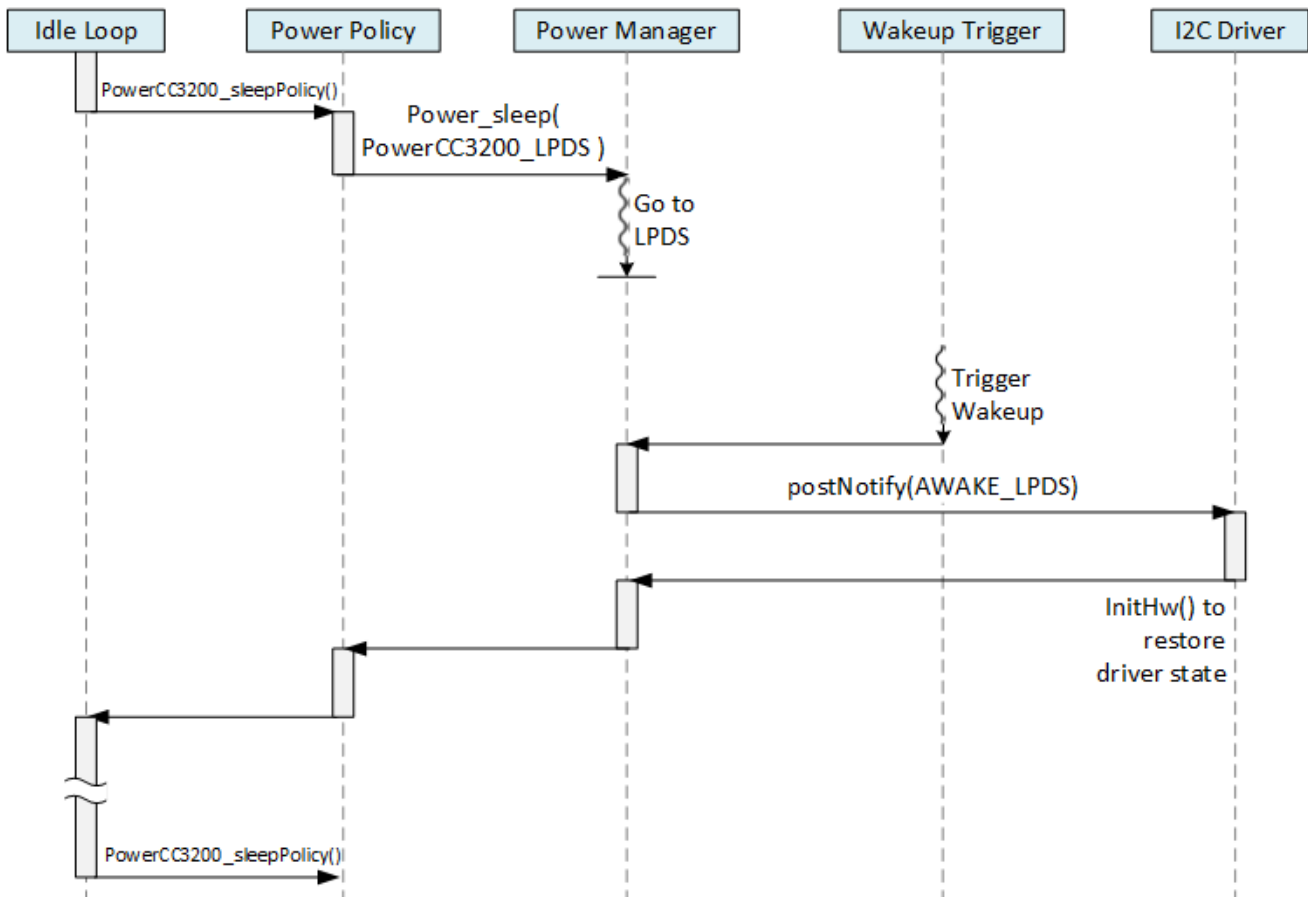 Idle Loop
Power Policy
Power Manager
Wakeup Trigger
I2C Driver
PowerCC3200_sleepPolicy()
Power_sleep(
PowerCC3200_LPDS )
Go to
LPDS
Trigger
Wakeup
postNotify(AWAKE_LPDS)
InitHw() to
restore
driver state
PowerCC3200_sleepPolicy()